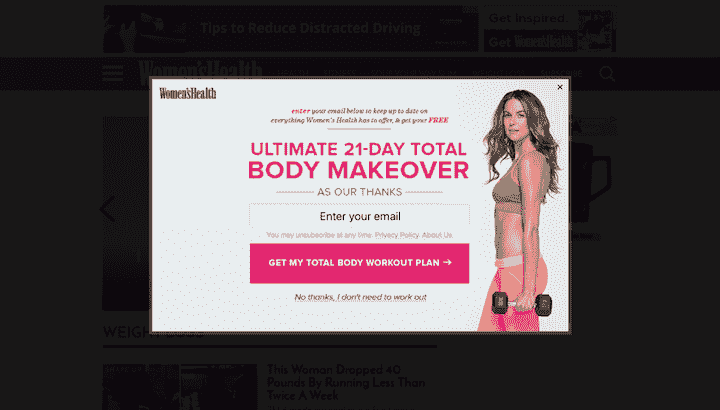 Tips to Reduce Distracted Driving
Get Inspired.
Get Women'sHealth
Women'sHealth
Women'sHealth
enter your email below to keep up to date on
everything Women's Health has to offer, & get your FREE
ULTIMATE 21-DAY TOTAL
BODY MAKEOVER
AS OUR THANKS
Enter your email
You may unsubscribe at any time. Privacy Policy. About Us.
GET MY TOTAL BODY WORKOUT PLAN →
No thanks, I don't need to work out
WEIGHT LOSS
This Woman Dropped 40
Pounds By Running Less Than
Twice A Week